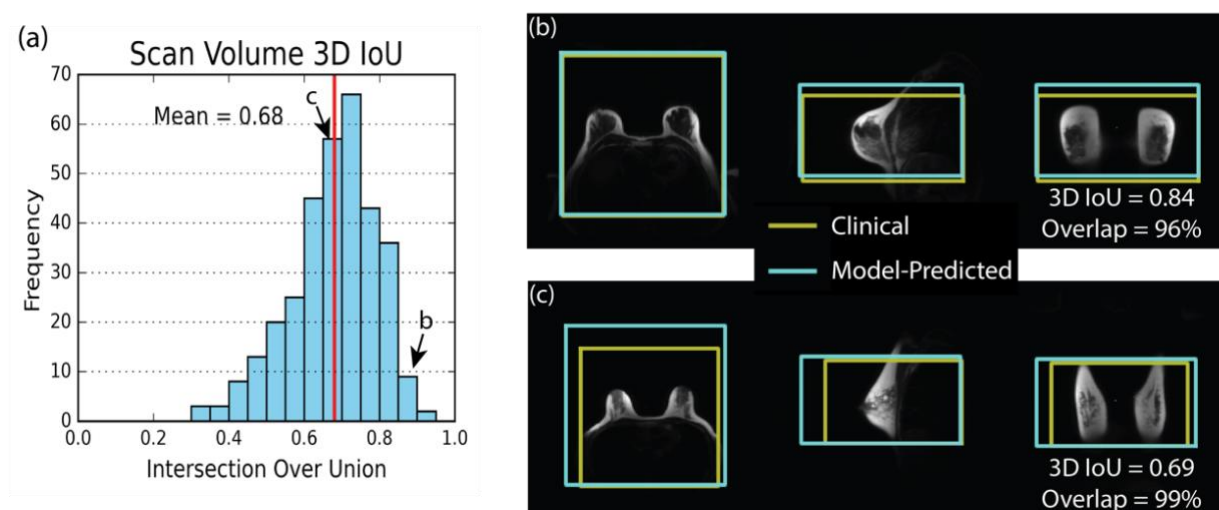 (a)
Scan Volume 3D IoU
Frequency
70
60
50
40
30
20
10
0
Mean = 0.68
c
b
0.0 0.2 0.4 0.6 0.8 1.0
Intersection Over Union
(b)
3D IoU = 0.84
Overlap = 96%
Clinical
Model-Predicted
(c)
3D IoU = 0.69
Overlap = 99%